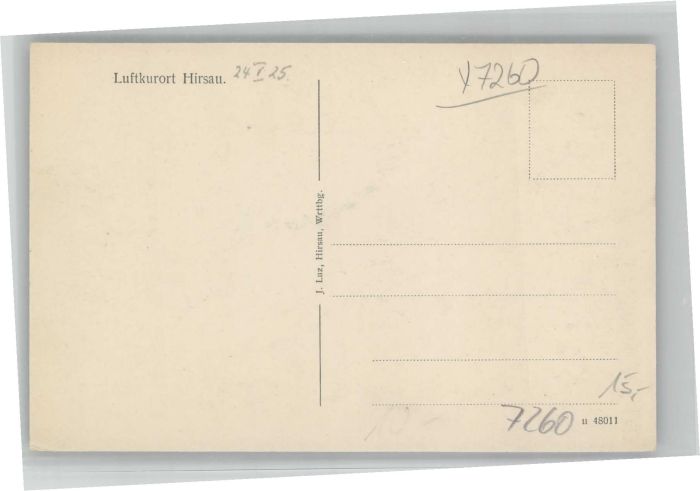 Luftkurort Hirsau. 24 I 25.
Y7260
J. Luz, Hirsau, Wrttbg.
15,-
7260 u 48011